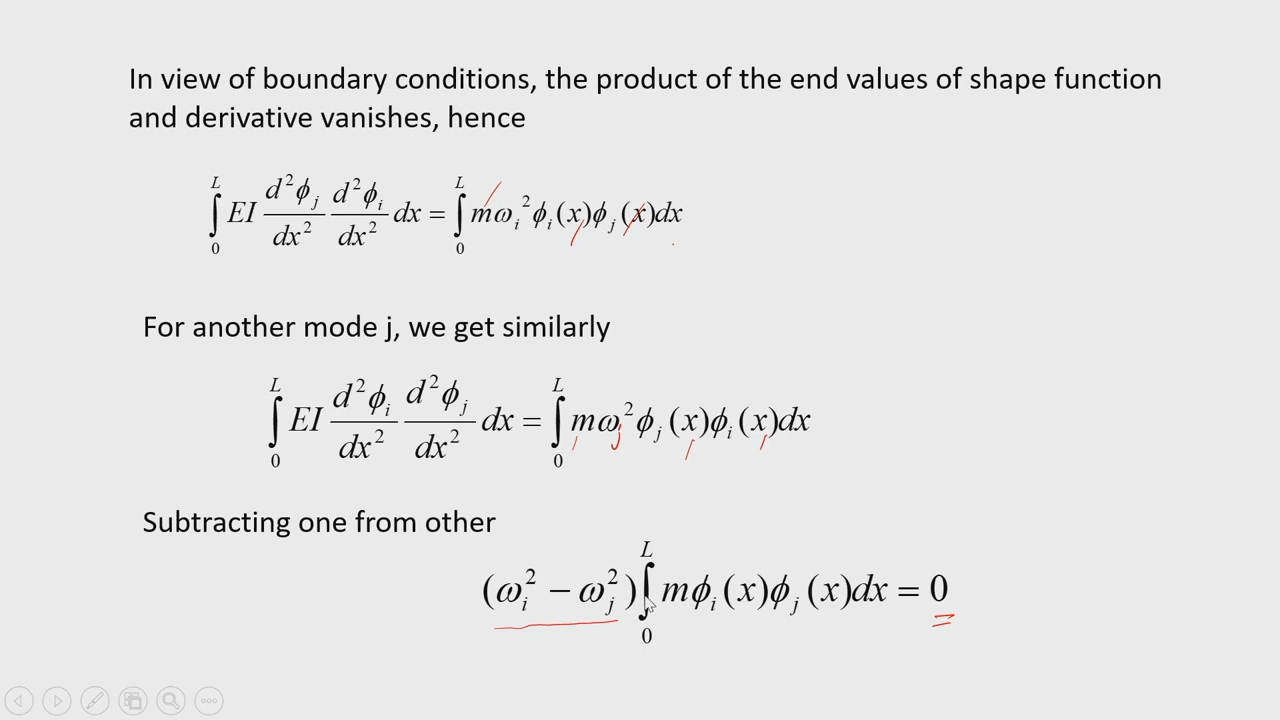 In view of boundary conditions, the product of the end values of shape function
and derivative vanishes, hence
∫₀ᴸ EI d²ϕⱼ/dx² d²ϕᵢ/dx² dx = ∫₀ᴸ mωᵢ²ϕᵢ(x)ϕⱼ(x)dx
For another mode j, we get similarly
∫₀ᴸ EI d²ϕᵢ/dx² d²ϕⱼ/dx² dx = ∫₀ᴸ mωⱼ²ϕⱼ(x)ϕᵢ(x)dx
Subtracting one from other
(ωᵢ² − ωⱼ²)∫₀ᴸ mϕᵢ(x)ϕⱼ(x)dx = 0